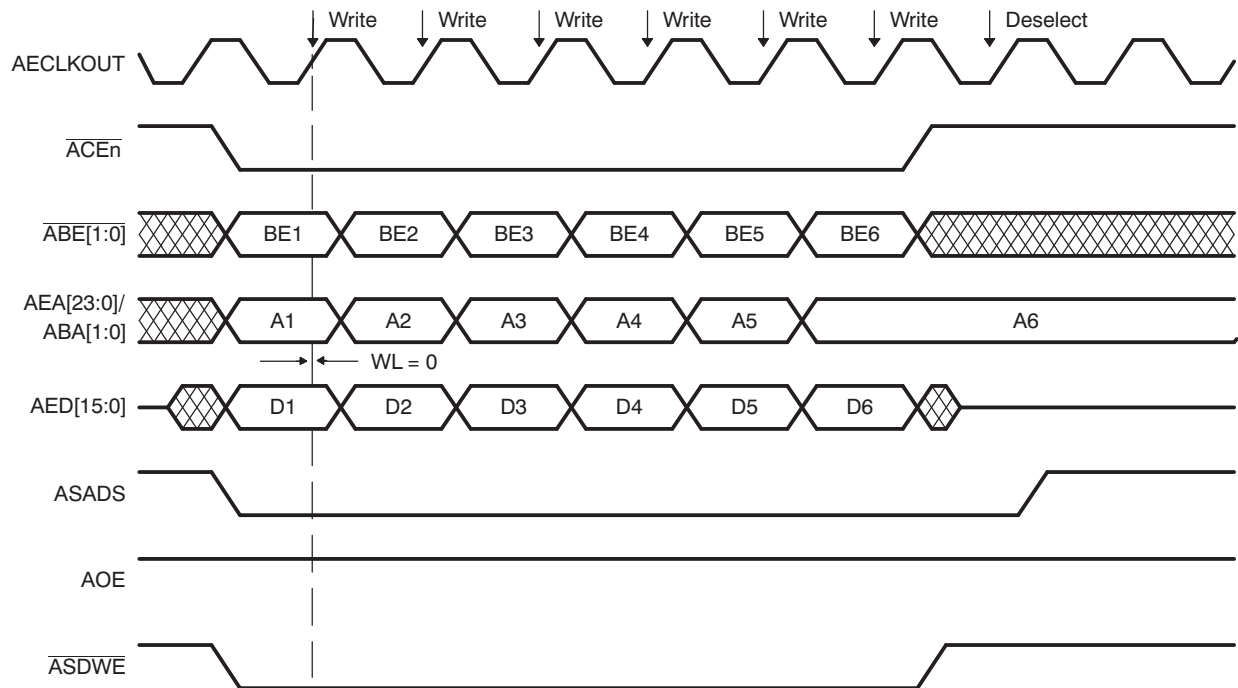 Write Write Write Write Write Write Deselect
AECLKOUT
ACEn
ABE[1:0] BE1 BE2 BE3 BE4 BE5 BE6
AEA[23:0]/
ABA[1:0] A1 A2 A3 A4 A5 A6
WL = 0
AED[15:0] D1 D2 D3 D4 D5 D6
ASADS
AOE
ASDWE